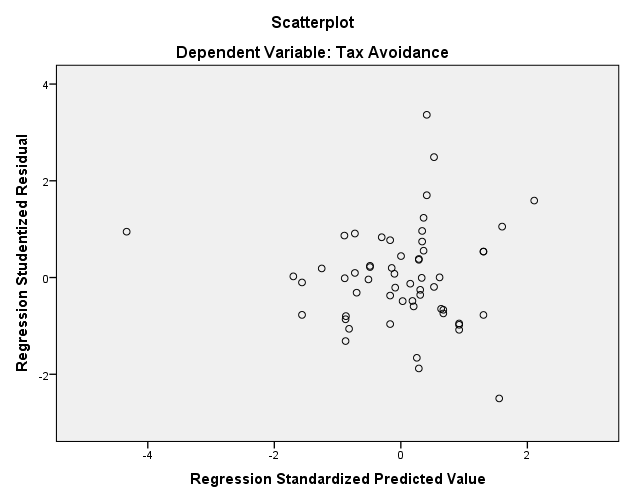 Scatterplot
Dependent Variable: Tax Avoidance
Regression Studentized Residual
4
2
0
-2
-4
-2
0
2
Regression Standardized Predicted Value